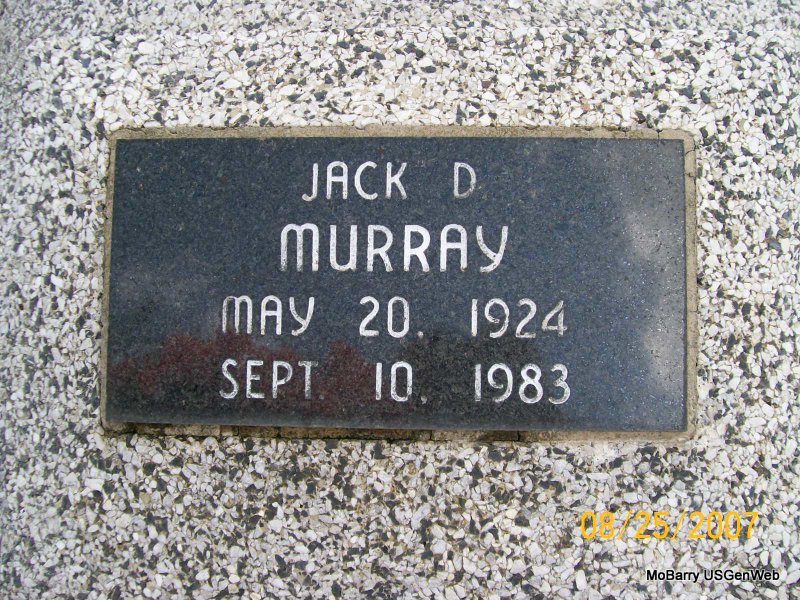 JACK D
MURRAY
MAY 20, 1924
SEPT. 10, 1983
08/25/2007
MoBarry USGenWeb